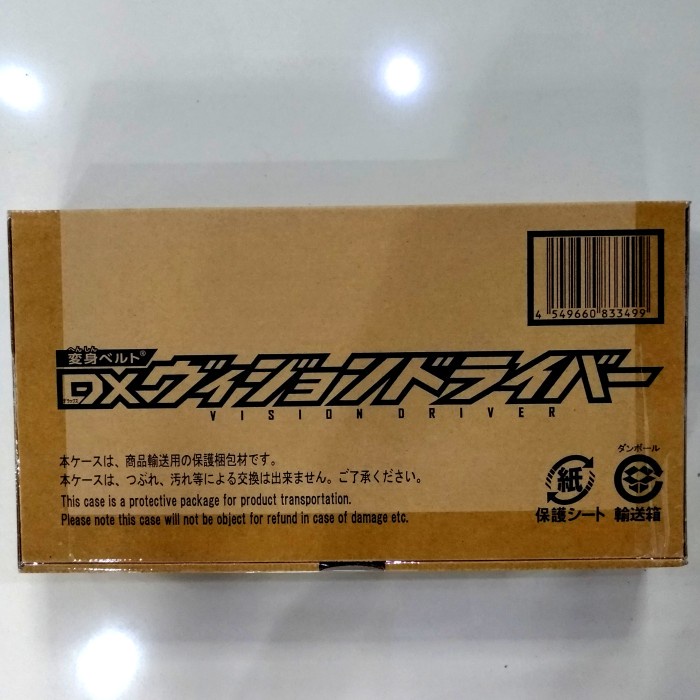 4 549660 833499
へんしん
変身ベルト®
DXヴィジョンドライバー
デラックス
VISION DRIVER
本ケースは、商品輸送用の保護梱包材です。
本ケースは、つぶれ、汚れ等による交換は出来ません。ご了承ください。
This case is a protective package for product transportation.
Please note this case will not be object for refund in case of damage etc.
紙
保護シート
ダンボール
輸送箱